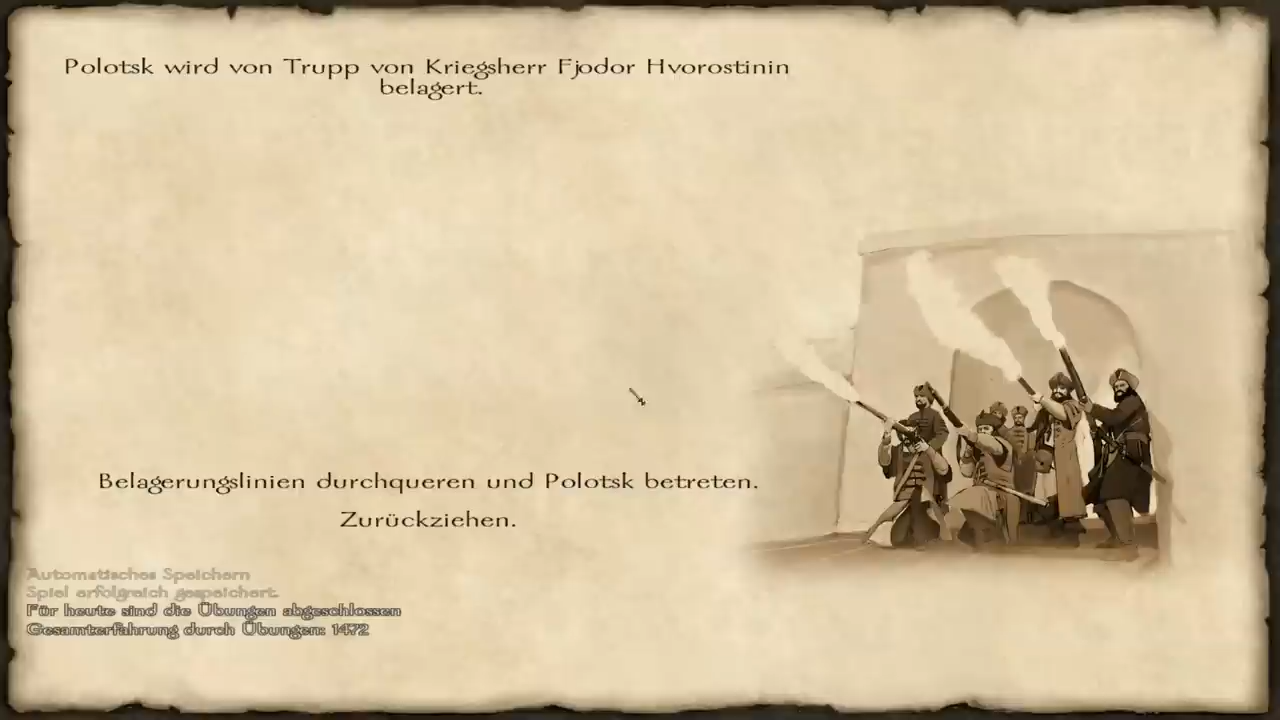 Polotsk wird von Trupp von Kriegsherr Fjodor Hvorostinin
belagert.
Belagerungslinien durchqueren und Polotsk betreten.
Zurückziehen.
Automatisches Speichern
Spiel erfolgreich gespeichert.
Für heute sind die Übungen abgeschlossen
Gesamterfahrung durch Übungen: 1472